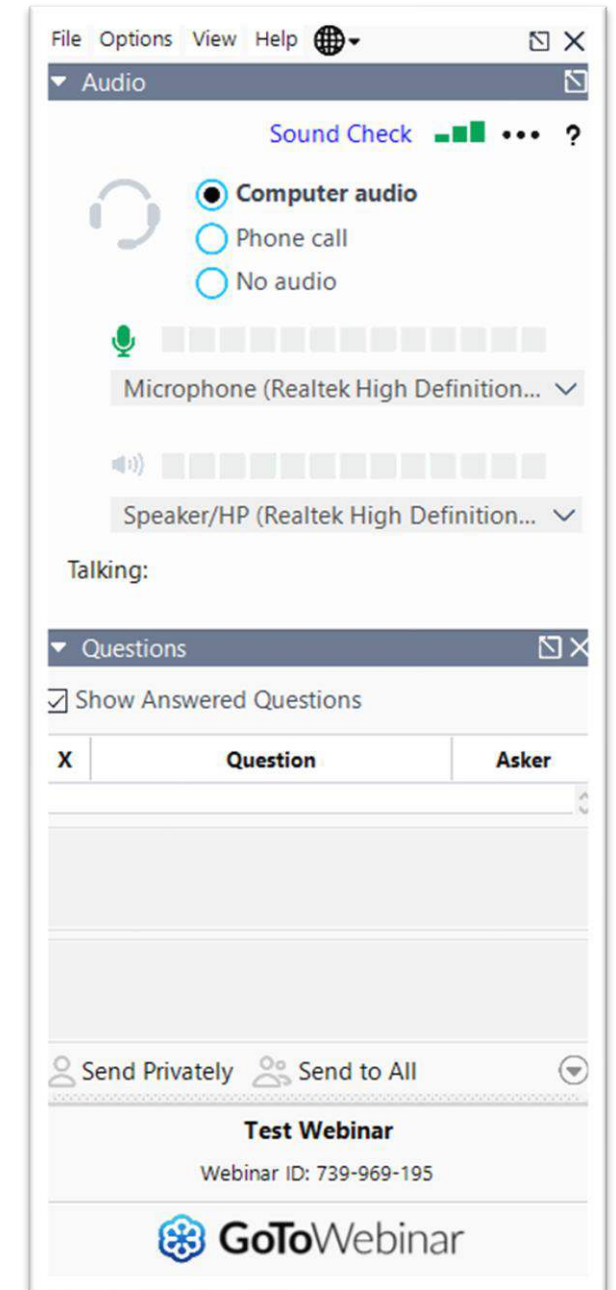 File Options View Help
Audio
Sound Check ••• ?
Computer audio
Phone call
No audio
Microphone (Realtek High Definition...
Speaker/HP (Realtek High Definition...
Talking:
Questions
Show Answered Questions
X Question Asker
Send Privately Send to All
Test Webinar
Webinar ID: 739-969-195
GoToWebinar